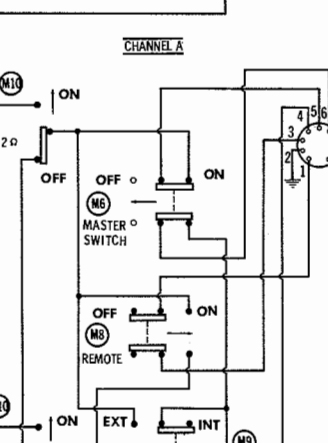 CHANNEL A
M10
ON
5 6
4
3
2
1
2Ω
OFF
OFF
ON
M6
MASTER
SWITCH
OFF
ON
M8
REMOTE
ON
EXT
INT
M9